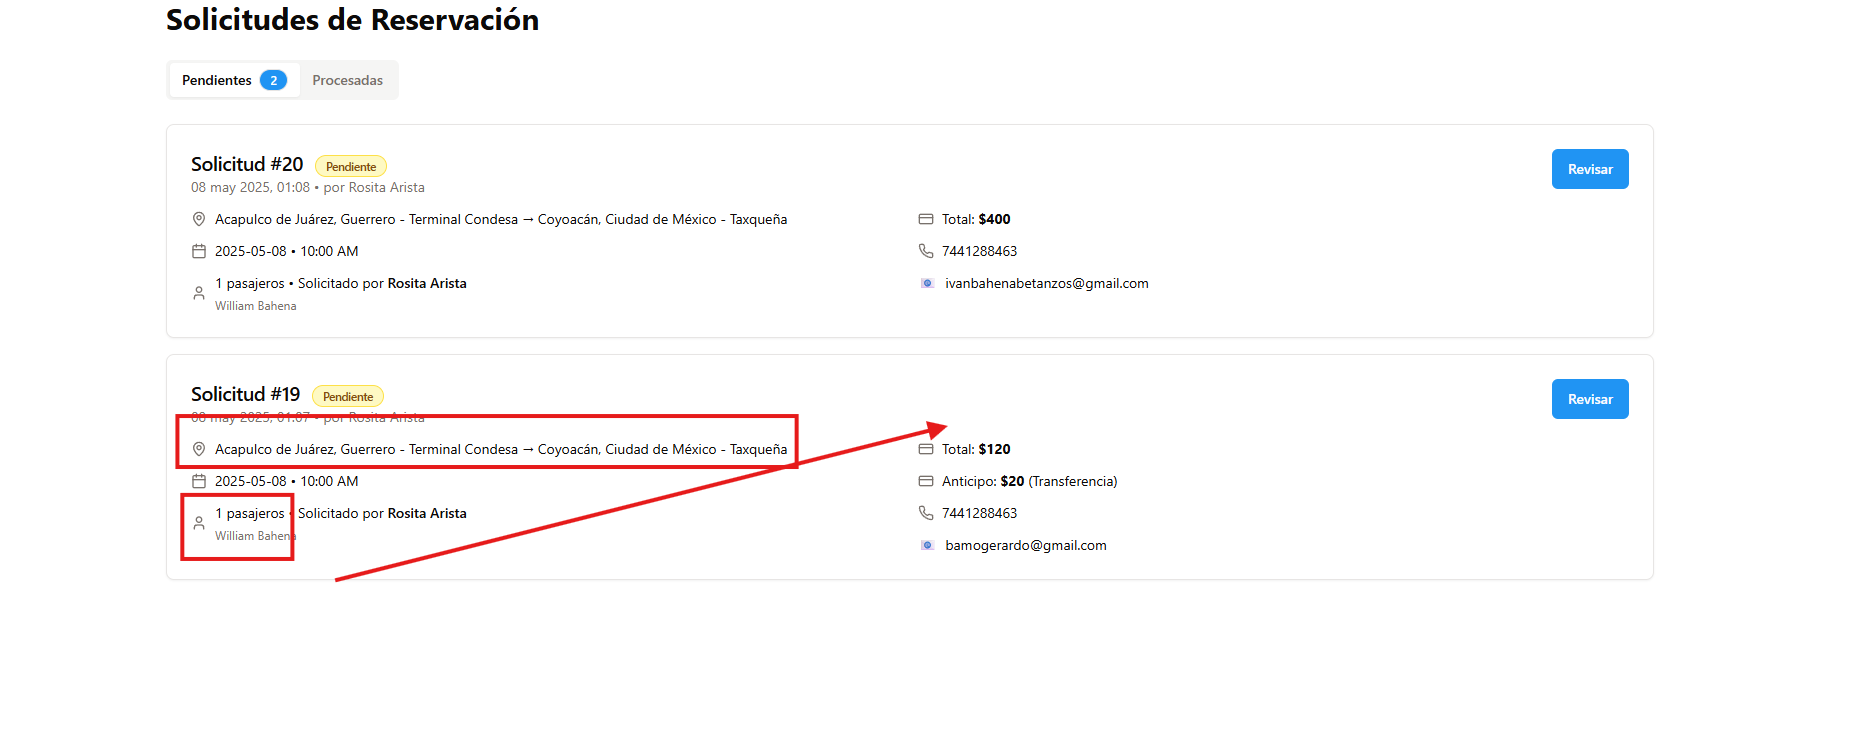 Solicitudes de Reservación
Pendientes 2 Procesadas
Solicitud #20 Pendiente
Revisar
08 may 2025, 01:08 • por Rosita Arista
Acapulco de Juárez, Guerrero - Terminal Condesa → Coyoacán, Ciudad de México - Taxqueña
Total: $400
2025-05-08 • 10:00 AM
7441288463
1 pasajeros • Solicitado por Rosita Arista
ivanbahenabetanzos@gmail.com
William Bahena
Solicitud #19 Pendiente
Revisar
08 may 2025, 01:07 • por Rosita Arista
Acapulco de Juárez, Guerrero - Terminal Condesa → Coyoacán, Ciudad de México - Taxqueña
Total: $120
2025-05-08 • 10:00 AM
Anticipo: $20 (Transferencia)
1 pasajeros • Solicitado por Rosita Arista
7441288463
William Bahena
bamogerardo@gmail.com